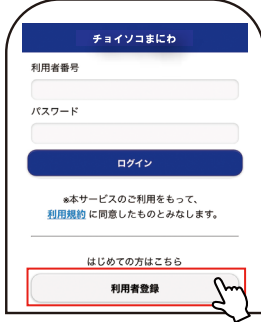 チョイソコまにわ
利用者番号
パスワード
ログイン
※本サービスのご利用をもって、
利用規約 に同意したものとみなします。
はじめての方はこちら
利用者登録